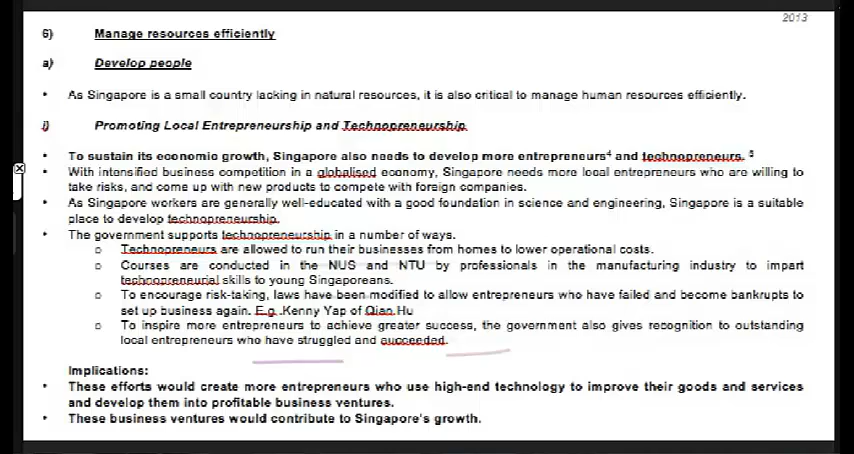 2013
6) Manage resources efficiently
a) Develop people
• As Singapore is a small country lacking in natural resources, it is also critical to manage human resources efficiently.
i) Promoting Local Entrepreneurship and Technopreneurship
• To sustain its economic growth, Singapore also needs to develop more entrepreneurs⁴ and technopreneurs. ⁵
• With intensified business competition in a globalised economy, Singapore needs more local entrepreneurs who are willing to
take risks, and come up with new products to compete with foreign companies.
• As Singapore workers are generally well-educated with a good foundation in science and engineering, Singapore is a suitable
place to develop technopreneurship.
• The government supports technopreneurship in a number of ways.
o Technopreneurs are allowed to run their businesses from homes to lower operational costs.
o Courses are conducted in the NUS and NTU by professionals in the manufacturing industry to impart
technopreneurial skills to young Singaporeans.
o To encourage risk-taking, laws have been modified to allow entrepreneurs who have failed and become bankrupts to
set up business again. E.g. Kenny Yap of Qian Hu
o To inspire more entrepreneurs to achieve greater success, the government also gives recognition to outstanding
local entrepreneurs who have struggled and succeeded.
Implications:
• These efforts would create more entrepreneurs who use high-end technology to improve their goods and services
and develop them into profitable business ventures.
• These business ventures would contribute to Singapore's growth.